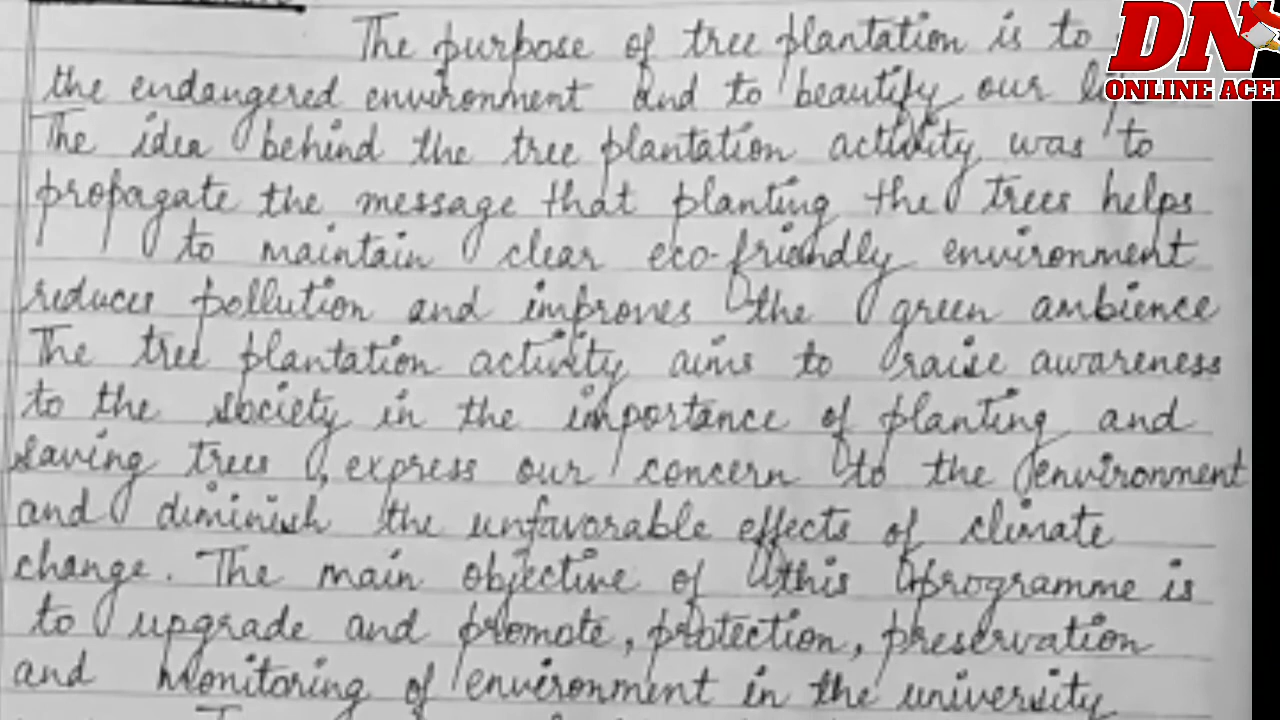 DN
ONLINE ACE
The purpose of tree plantation is to
the endangered environment and to beautify our
The idea behind the tree plantation activity was to
propagate the message that planting the trees helps
to maintain clear eco-friendly environment
reduces pollution and improves the green ambience
The tree plantation activity aims to raise awareness
to the society in the importance of planting and
saving trees, express our concern to the environment
and diminish the unfavorable effects of climate
change. The main objective of this programme is
to upgrade and promote, protection, preservation
and monitoring of environment in the university